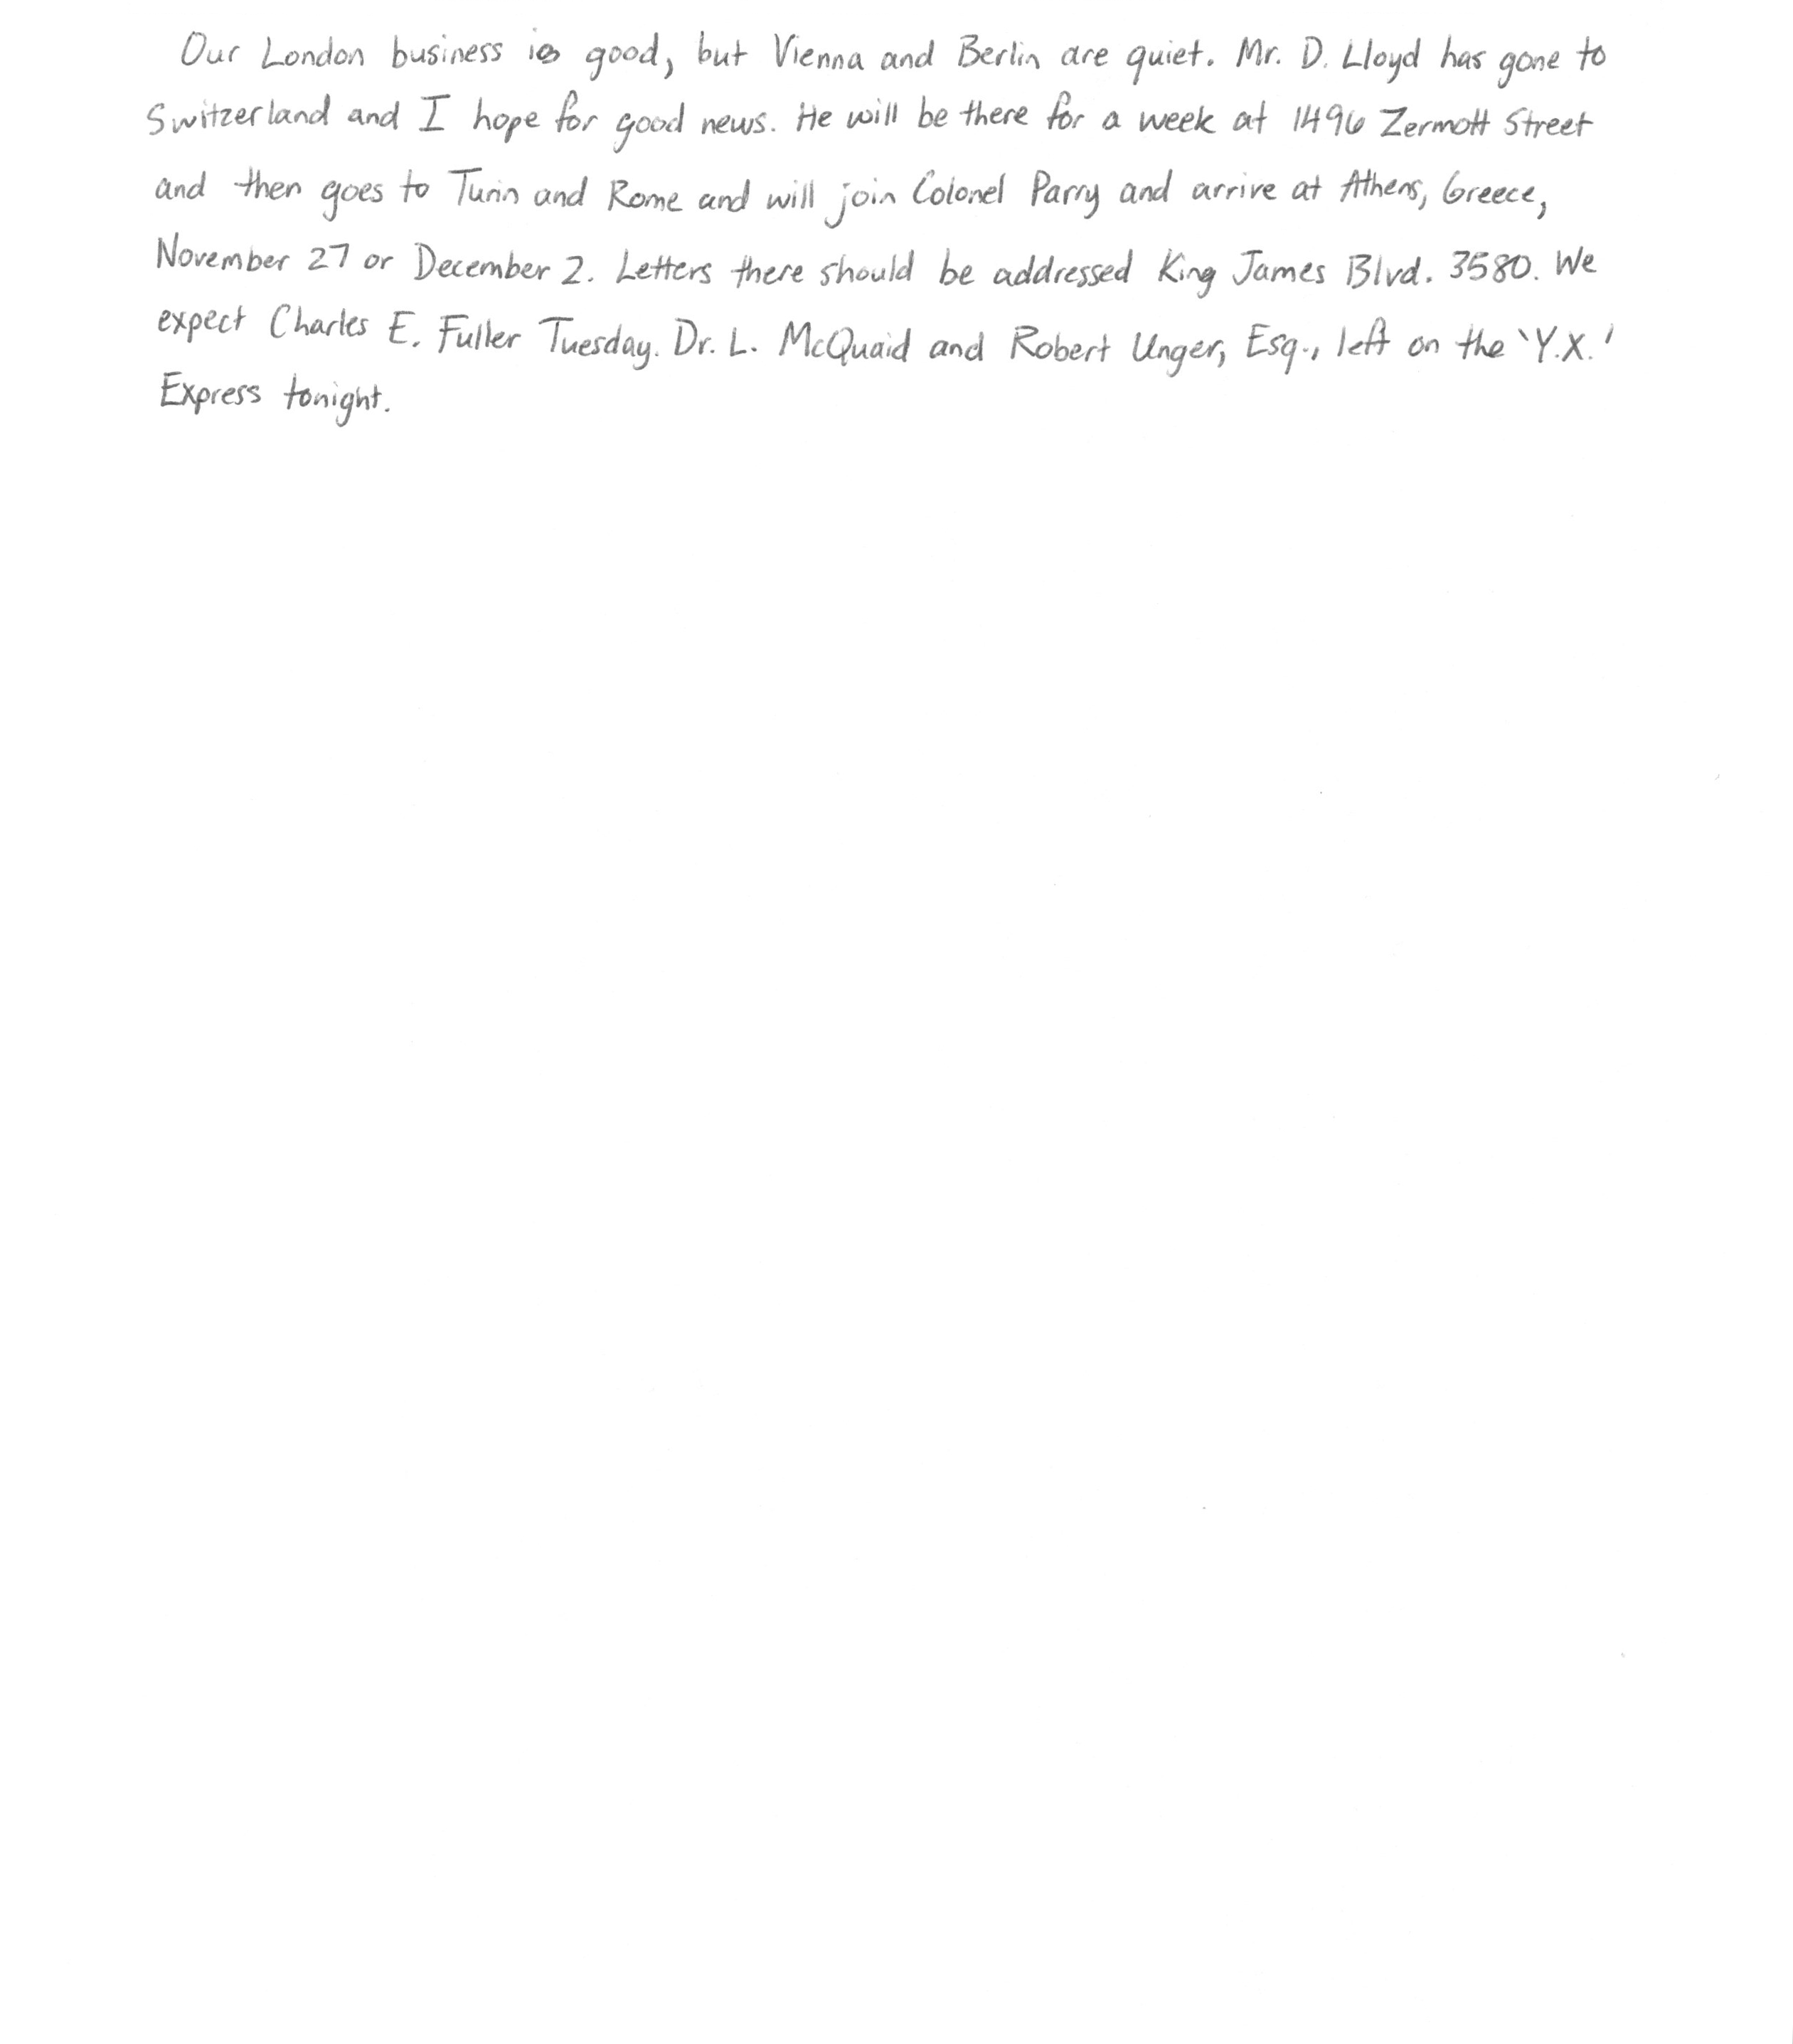 Our London business is good, but Vienna and Berlin are quiet. Mr. D. Lloyd has gone to
Switzerland and I hope for good news. He will be there for a week at 1496 Zermott Street
and then goes to Turin and Rome and will join Colonel Parry and arrive at Athens, Greece,
November 27 or December 2. Letters there should be addressed King James Blvd. 3580. We
expect Charles E. Fuller Tuesday. Dr. L. McQuaid and Robert Unger, Esq., left on the 'Y.X.'
Express tonight.